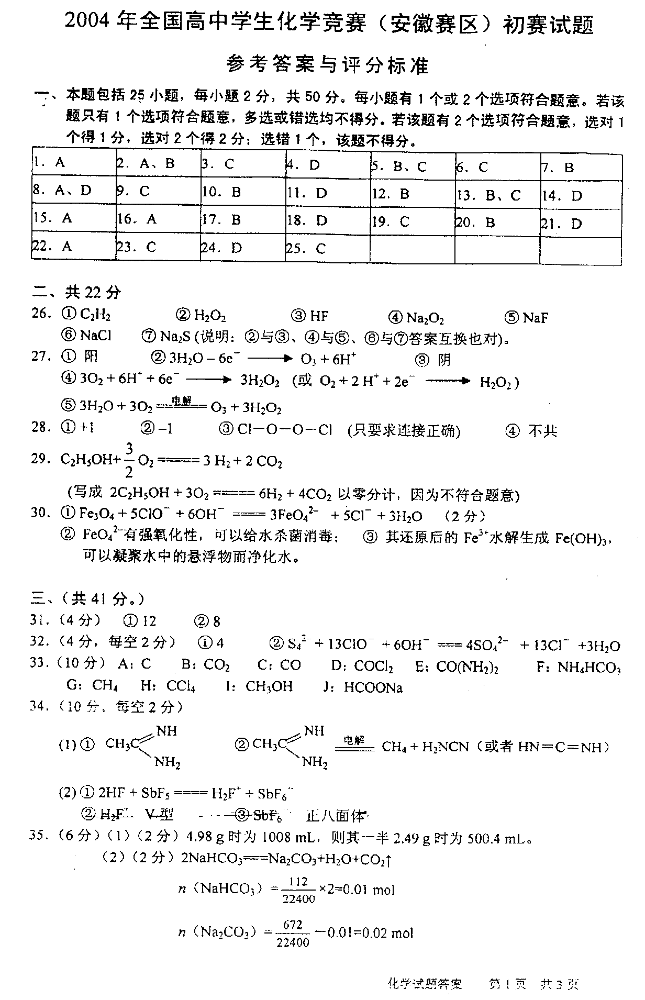 2004 年全国高中学生化学竞赛（安徽赛区）初赛试题
参考答案与评分标准
一、本题包括 25 小题，每小题 2 分，共 50 分。每小题有 1 个或 2 个选项符合题意。若该
题只有 1 个选项符合题意，多选或错选均不得分。若该题有 2 个选项符合题意，选对 1
个得 1 分，选对 2 个得 2 分；选错 1 个，该题不得分。
1．A 2．A、B 3．C 4．D 5．B、C 6．C 7．B
8．A、D 9．C 10．B 11．D 12．B 13．B、C 14．D
15．A 16．A 17．B 18．D 19．C 20．B 21．D
22．A 23．C 24．D 25．C
二、共 22 分
26．① C₂H₂ ② H₂O₂ ③ HF ④ Na₂O₂ ⑤ NaF
⑥ NaCl ⑦ Na₂S (说明：②与③、④与⑤、⑥与⑦答案互换也对)。
27．① 阳 ② 3H₂O – 6e⁻ ⟶ O₃ + 6H⁺ ③ 阴
④ 3O₂ + 6H⁺ + 6e⁻ ⟶ 3H₂O₂ (或 O₂ + 2 H⁺ + 2e⁻ ⟶ H₂O₂ )
⑤ 3H₂O + 3O₂ ==电解== O₃ + 3H₂O₂
28．① +1 ② –1 ③ Cl—O—O—Cl (只要求连接正确) ④ 不共
29．C₂H₅OH+ 3/2 O₂ ==== 3 H₂ + 2 CO₂
(写成 2C₂H₅OH + 3O₂ ==== 6H₂ + 4CO₂ 以零分计，因为不符合题意)
30．① Fe₃O₄ + 5ClO⁻ + 6OH⁻ ==== 3FeO₄²⁻ + 5Cl⁻ + 3H₂O （2 分）
② FeO₄²⁻有强氧化性，可以给水杀菌消毒； ③ 其还原后的 Fe³⁺水解生成 Fe(OH)₃，
可以凝聚水中的悬浮物而净化水。
三、（共 41 分。）
31．（4 分） ① 12 ② 8
32．（4 分，每空 2 分） ① 4 ② S₄²⁻ + 13ClO⁻ + 6OH⁻ === 4SO₄²⁻ + 13Cl⁻ +3H₂O
33．（10 分） A：C B：CO₂ C：CO D：COCl₂ E：CO(NH₂)₂ F：NH₄HCO₃
G：CH₄ H：CCl₄ I：CH₃OH J：HCOONa
34．（10 分，每空 2 分）
NH NH
(1) ① CH₃C ② CH₃C ==电解== CH₄ + H₂NCN（或者 HN＝C＝NH）
NH₂ NH₂
(2) ① 2HF + SbF₅ ==== H₂F⁺ + SbF₆⁻
② H₂F⁺ V 型 ③ SbF₆⁻ 正八面体
35．（6 分）（1）（2 分）4.98 g 时为 1008 mL，则其一半 2.49 g 时为 500.4 mL。
（2）（2 分）2NaHCO₃===Na₂CO₃+H₂O+CO₂↑
n（NaHCO₃）= 112/22400 ×2=0.01 mol
n（Na₂CO₃）= 672/22400 −0.01=0.02 mol
化学试题答案 第 1 页 共 3 页